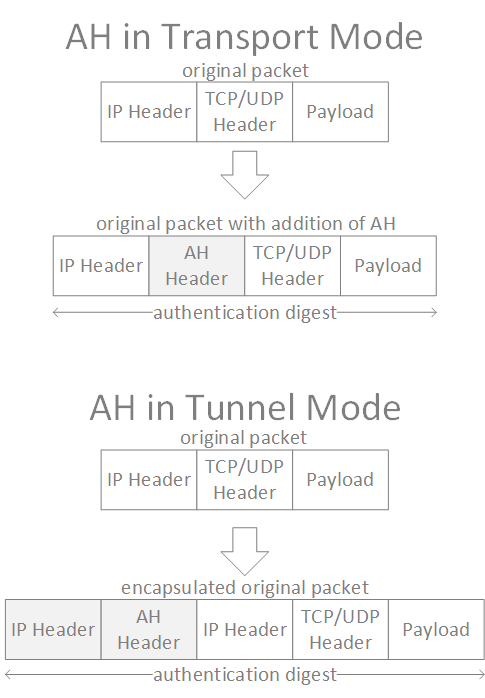 AH in Transport Mode
original packet
IP Header
TCP/UDP
Header
Payload
original packet with addition of AH
IP Header
AH
Header
TCP/UDP
Header
Payload
authentication digest
AH in Tunnel Mode
original packet
IP Header
TCP/UDP
Header
Payload
encapsulated original packet
IP Header
AH
Header
IP Header
TCP/UDP
Header
Payload
authentication digest